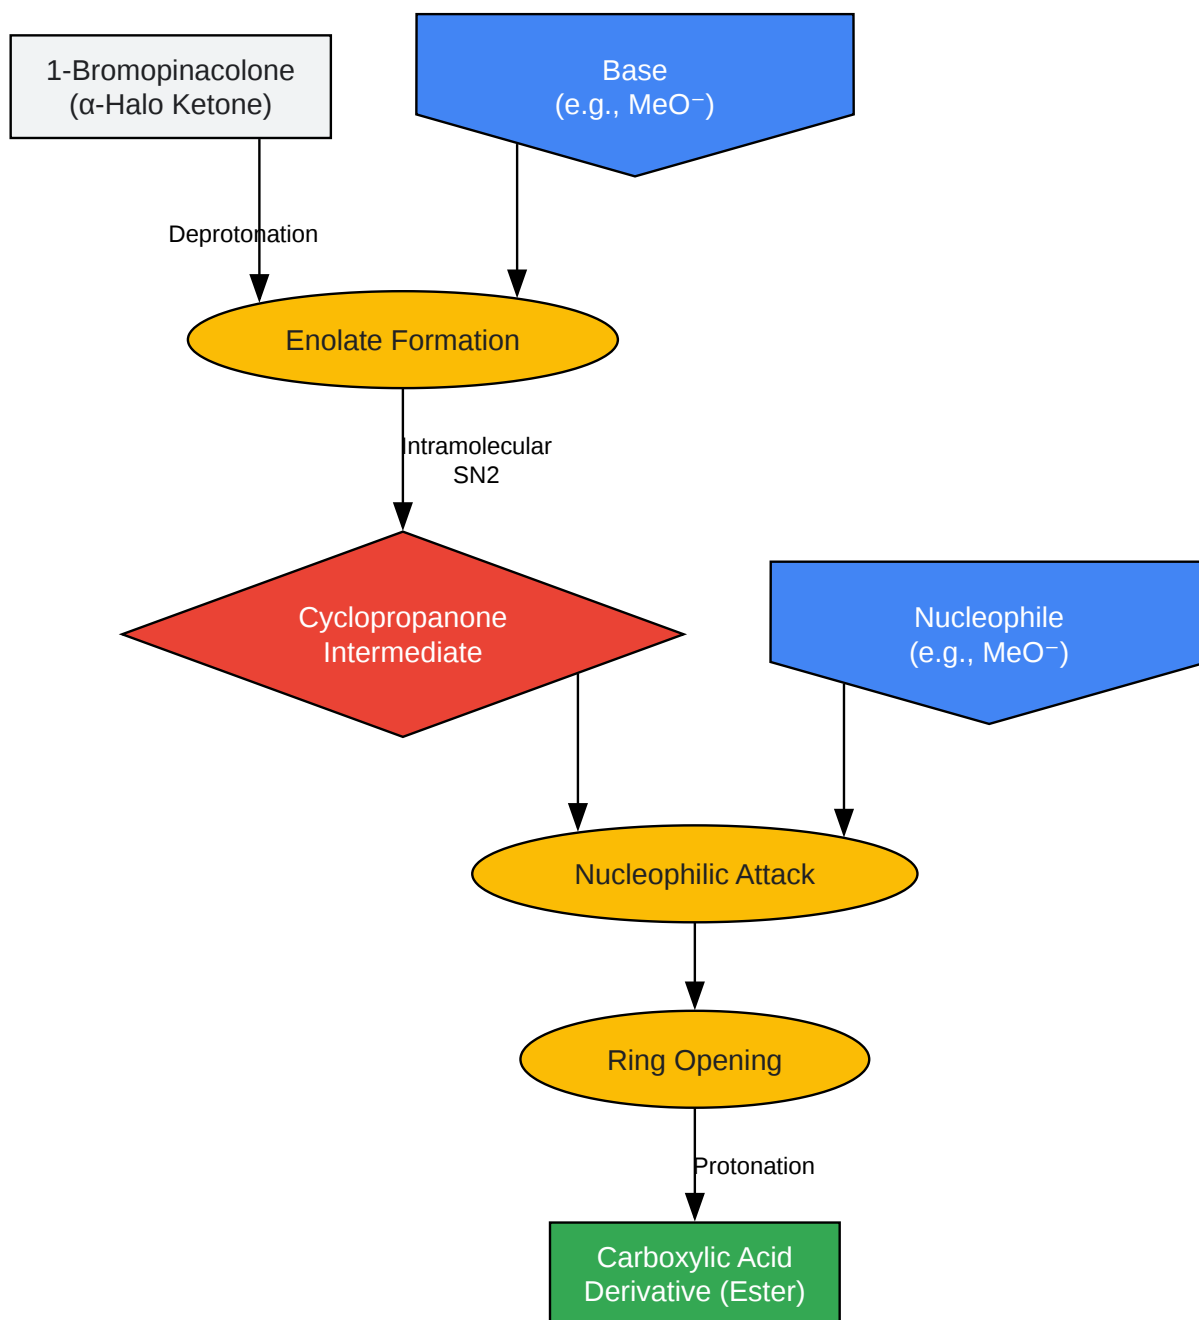 1-Bromopinacolone
(α-Halo Ketone)
Base
(e.g., MeO⁻)
Deprotonation
Enolate Formation
Intramolecular
SN2
Cyclopropanone
Intermediate
Nucleophile
(e.g., MeO⁻)
Nucleophilic Attack
Ring Opening
Protonation
Carboxylic Acid
Derivative (Ester)